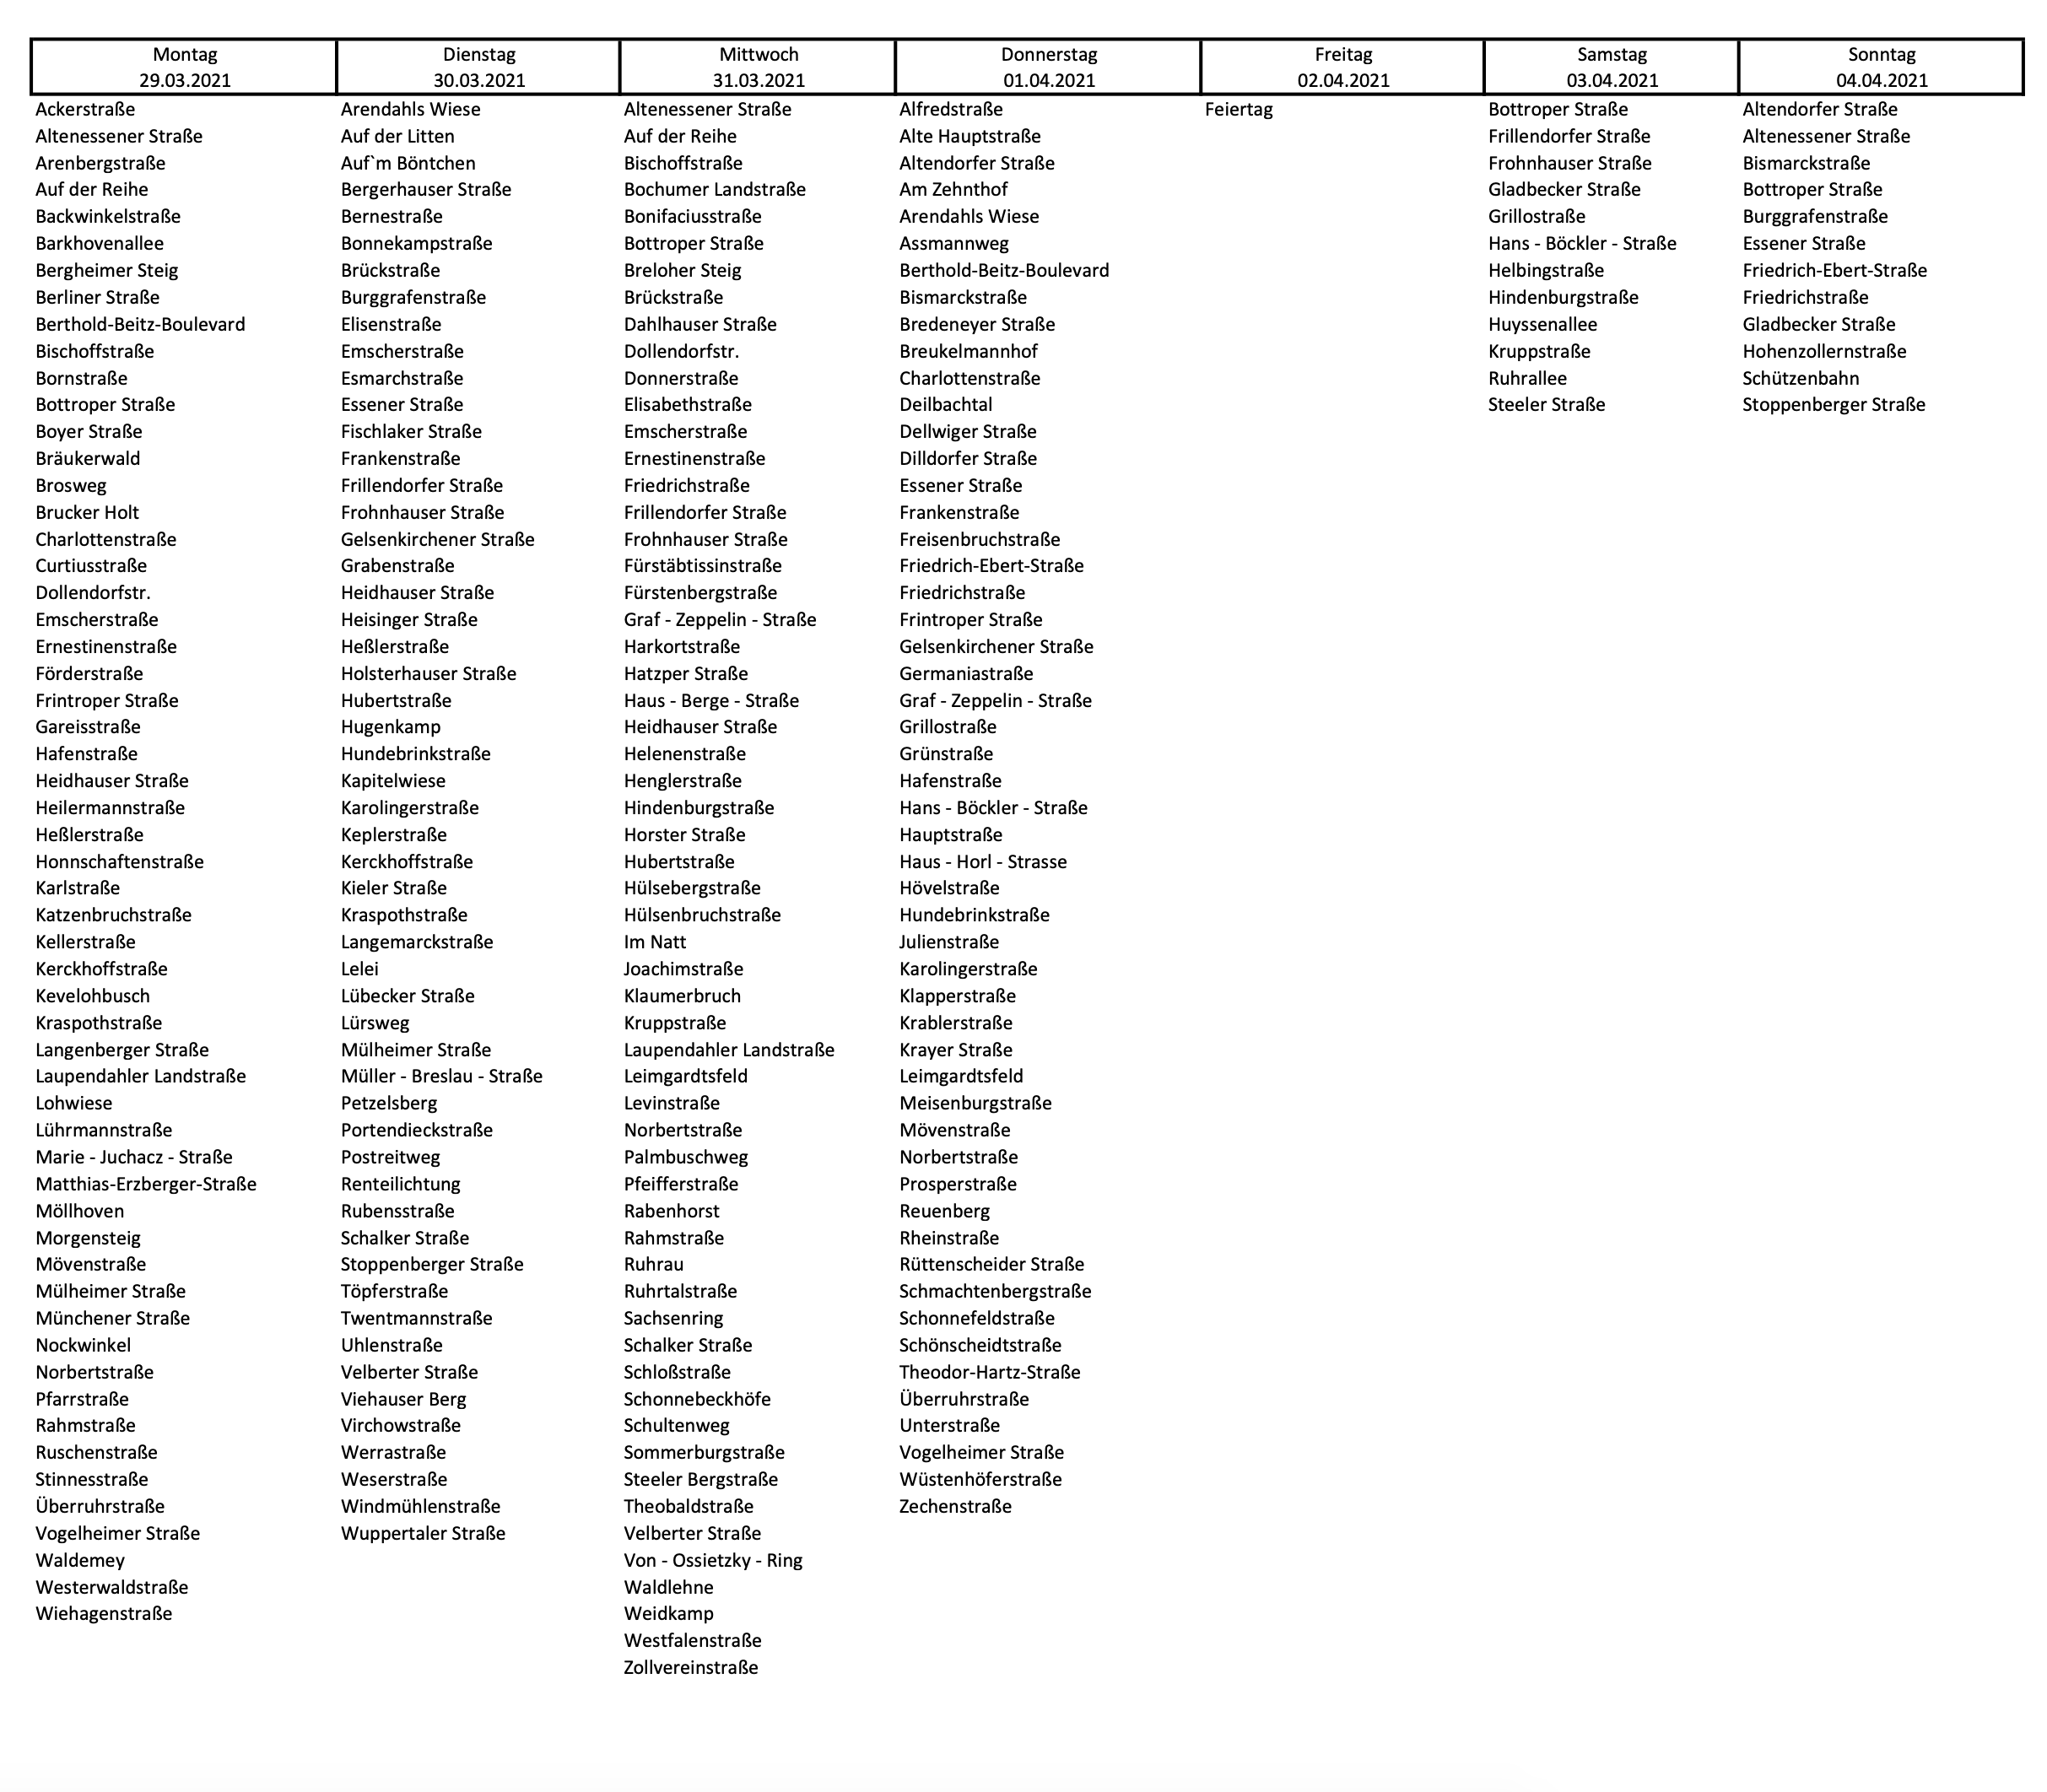 Montag Dienstag Mittwoch Donnerstag Freitag Samstag Sonntag
29.03.2021 30.03.2021 31.03.2021 01.04.2021 02.04.2021 03.04.2021 04.04.2021
Ackerstraße Arendahls Wiese Altenessener Straße Alfredstraße Feiertag Bottroper Straße Altendorfer Straße
Altenessener Straße Auf der Litten Auf der Reihe Alte Hauptstraße Frillendorfer Straße Altenessener Straße
Arenbergstraße Auf`m Böntchen Bischoffstraße Altendorfer Straße Frohnhauser Straße Bismarckstraße
Auf der Reihe Bergerhauser Straße Bochumer Landstraße Am Zehnthof Gladbecker Straße Bottroper Straße
Backwinkelstraße Bernestraße Bonifaciusstraße Arendahls Wiese Grillostraße Burggrafenstraße
Barkhovenallee Bonnekampstraße Bottroper Straße Assmannweg Hans - Böckler - Straße Essener Straße
Bergheimer Steig Brückstraße Breloher Steig Berthold-Beitz-Boulevard Helbingstraße Friedrich-Ebert-Straße
Berliner Straße Burggrafenstraße Brückstraße Bismarckstraße Hindenburgstraße Friedrichstraße
Berthold-Beitz-Boulevard Elisenstraße Dahlhauser Straße Bredeneyer Straße Huyssenallee Gladbecker Straße
Bischoffstraße Emscherstraße Dollendorfstr. Breukelmannhof Kruppstraße Hohenzollernstraße
Bornstraße Esmarchstraße Donnerstraße Charlottenstraße Ruhrallee Schützenbahn
Bottroper Straße Essener Straße Elisabethstraße Deilbachtal Steeler Straße Stoppenberger Straße
Boyer Straße Fischlaker Straße Emscherstraße Dellwiger Straße
Bräukerwald Frankenstraße Ernestinenstraße Dilldorfer Straße
Brosweg Frillendorfer Straße Friedrichstraße Essener Straße
Brucker Holt Frohnhauser Straße Frillendorfer Straße Frankenstraße
Charlottenstraße Gelsenkirchener Straße Frohnhauser Straße Freisenbruchstraße
Curtiusstraße Grabenstraße Fürstäbtissinstraße Friedrich-Ebert-Straße
Dollendorfstr. Heidhauser Straße Fürstenbergstraße Friedrichstraße
Emscherstraße Heisinger Straße Graf - Zeppelin - Straße Frintroper Straße
Ernestinenstraße Heßlerstraße Harkortstraße Gelsenkirchener Straße
Förderstraße Holsterhauser Straße Hatzper Straße Germaniastraße
Frintroper Straße Hubertstraße Haus - Berge - Straße Graf - Zeppelin - Straße
Gareisstraße Hugenkamp Heidhauser Straße Grillostraße
Hafenstraße Hundebrinkstraße Helenenstraße Grünstraße
Heidhauser Straße Kapitelwiese Henglerstraße Hafenstraße
Heilermannstraße Karolingerstraße Hindenburgstraße Hans - Böckler - Straße
Heßlerstraße Keplerstraße Horster Straße Hauptstraße
Honnschaftenstraße Kerckhoffstraße Hubertstraße Haus - Horl - Strasse
Karlstraße Kieler Straße Hülsebergstraße Hövelstraße
Katzenbruchstraße Kraspothstraße Hülsenbruchstraße Hundebrinkstraße
Kellerstraße Langemarckstraße Im Natt Julienstraße
Kerckhoffstraße Lelei Joachimstraße Karolingerstraße
Kevelohbusch Lübecker Straße Klaumerbruch Klapperstraße
Kraspothstraße Lürsweg Kruppstraße Krablerstraße
Langenberger Straße Mülheimer Straße Laupendahler Landstraße Krayer Straße
Laupendahler Landstraße Müller - Breslau - Straße Leimgardtsfeld Leimgardtsfeld
Lohwiese Petzelsberg Levinstraße Meisenburgstraße
Lührmannstraße Portendieckstraße Norbertstraße Mövenstraße
Marie - Juchacz - Straße Postreitweg Palmbuschweg Norbertstraße
Matthias-Erzberger-Straße Renteilichtung Pfeifferstraße Prosperstraße
Möllhoven Rubensstraße Rabenhorst Reuenberg
Morgensteig Schalker Straße Rahmstraße Rheinstraße
Mövenstraße Stoppenberger Straße Ruhrau Rüttenscheider Straße
Mülheimer Straße Töpferstraße Ruhrtalstraße Schmachtenbergstraße
Münchener Straße Twentmannstraße Sachsenring Schonnefeldstraße
Nockwinkel Uhlenstraße Schalker Straße Schönscheidtstraße
Norbertstraße Velberter Straße Schloßstraße Theodor-Hartz-Straße
Pfarrstraße Viehauser Berg Schonnebeckhöfe Überruhrstraße
Rahmstraße Virchowstraße Schultenweg Unterstraße
Ruschenstraße Werrastraße Sommerburgstraße Vogelheimer Straße
Stinnesstraße Weserstraße Steeler Bergstraße Wüstenhöferstraße
Überruhrstraße Windmühlenstraße Theobaldstraße Zechenstraße
Vogelheimer Straße Wuppertaler Straße Velberter Straße
Waldemey Von - Ossietzky - Ring
Westerwaldstraße Waldlehne
Wiehagenstraße Weidkamp
Westfalenstraße
Zollvereinstraße